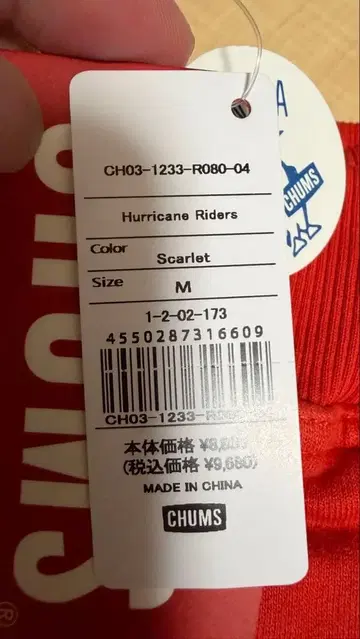 CH03-1233-R080-04
Hurricane Riders
Color Scarlet
Size M
1-2-02-173
4550287316609
本体価格
(税込価格 ¥9,680)
MADE IN CHINA
CHUMS
CHUMS
CHUMS
®